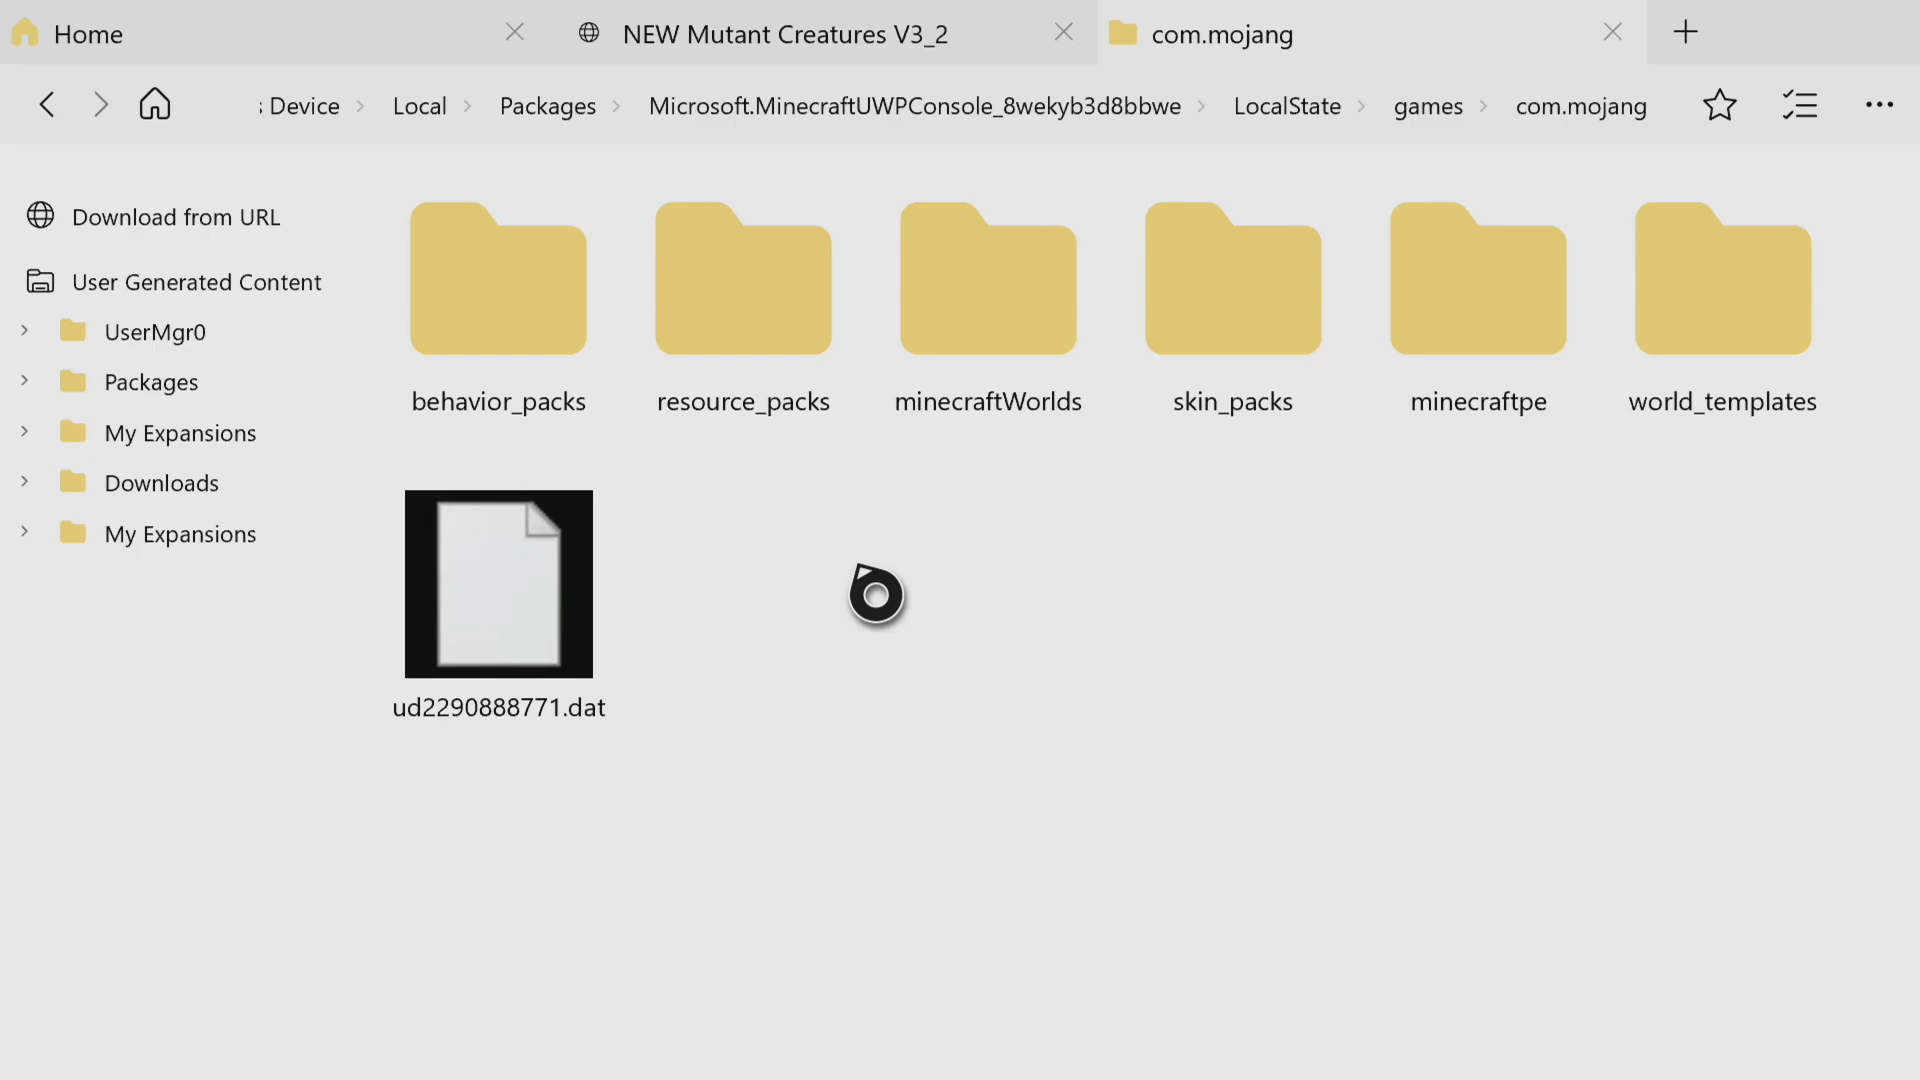 Home
NEW Mutant Creatures V3_2
com.mojang
s Device
Local
Packages
Microsoft.MinecraftUWPConsole_8wekyb3d8bbwe
LocalState
games
com.mojang
Download from URL
User Generated Content
UserMgr0
Packages
My Expansions
Downloads
My Expansions
behavior_packs
resource_packs
minecraftWorlds
skin_packs
minecraftpe
world_templates
ud2290888771.dat